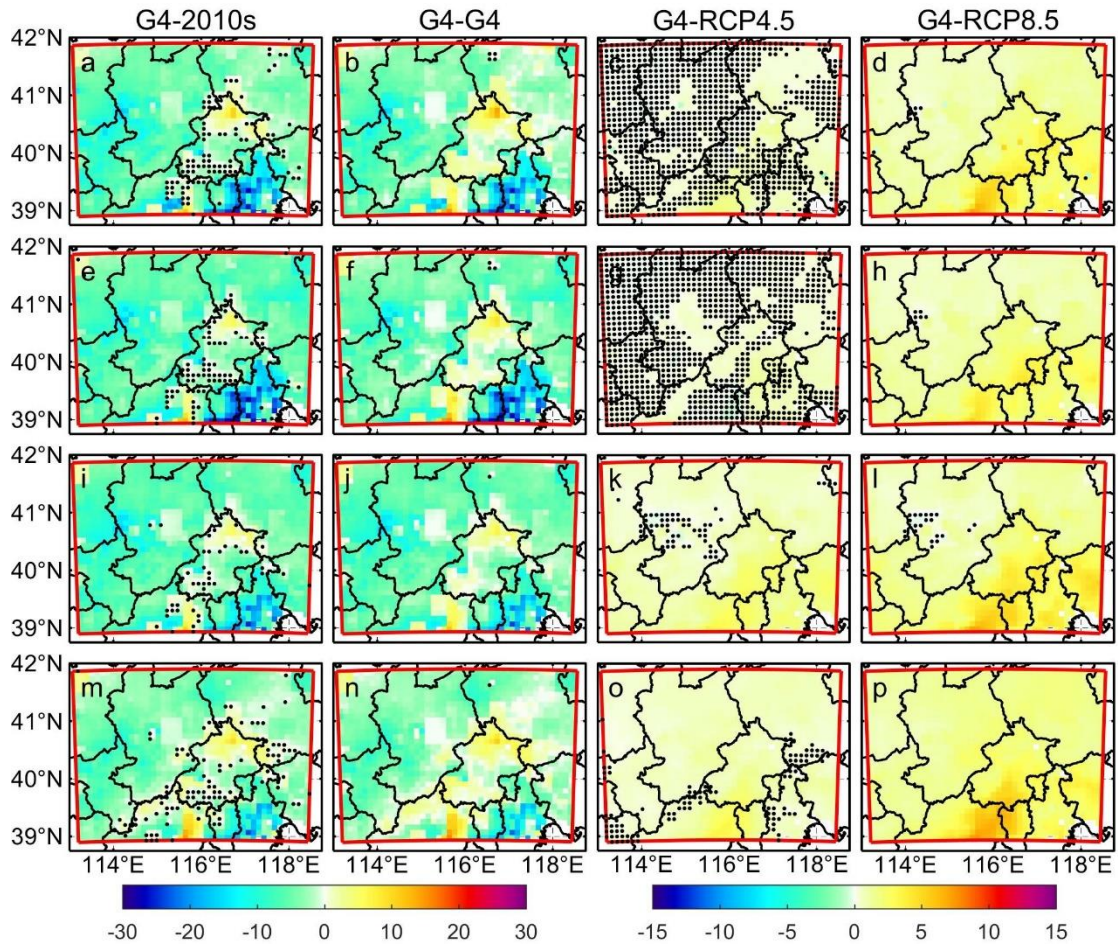 G4-2010s G4-G4 G4-RCP4.5 G4-RCP8.5
42°N a b c d
41°N
40°N
39°N
42°N e f g h
41°N
40°N
39°N
42°N i j k l
41°N
40°N
39°N
42°N m n o p
41°N
40°N
39°N
114°E 116°E 118°E 114°E 116°E 118°E 114°E 116°E 118°E 114°E 116°E 118°E
-30 -20 -10 0 10 20 30 -15 -10 -5 0 5 10 15